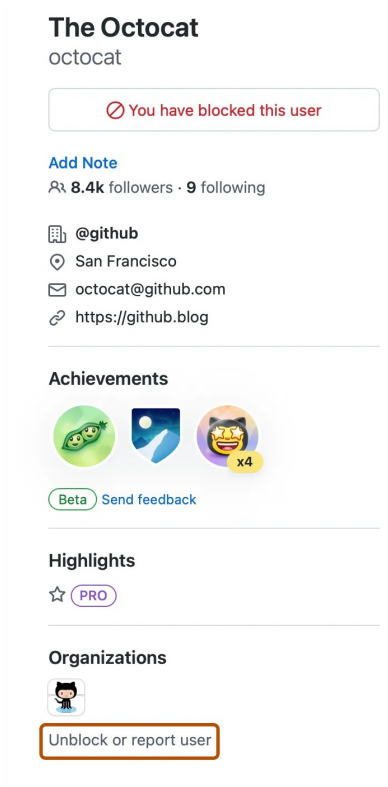 The Octocat
octocat
You have blocked this user
Add Note
8.4k followers · 9 following
@github
San Francisco
octocat@github.com
https://github.blog
Achievements
x4
Beta Send feedback
Highlights
PRO
Organizations
Unblock or report user